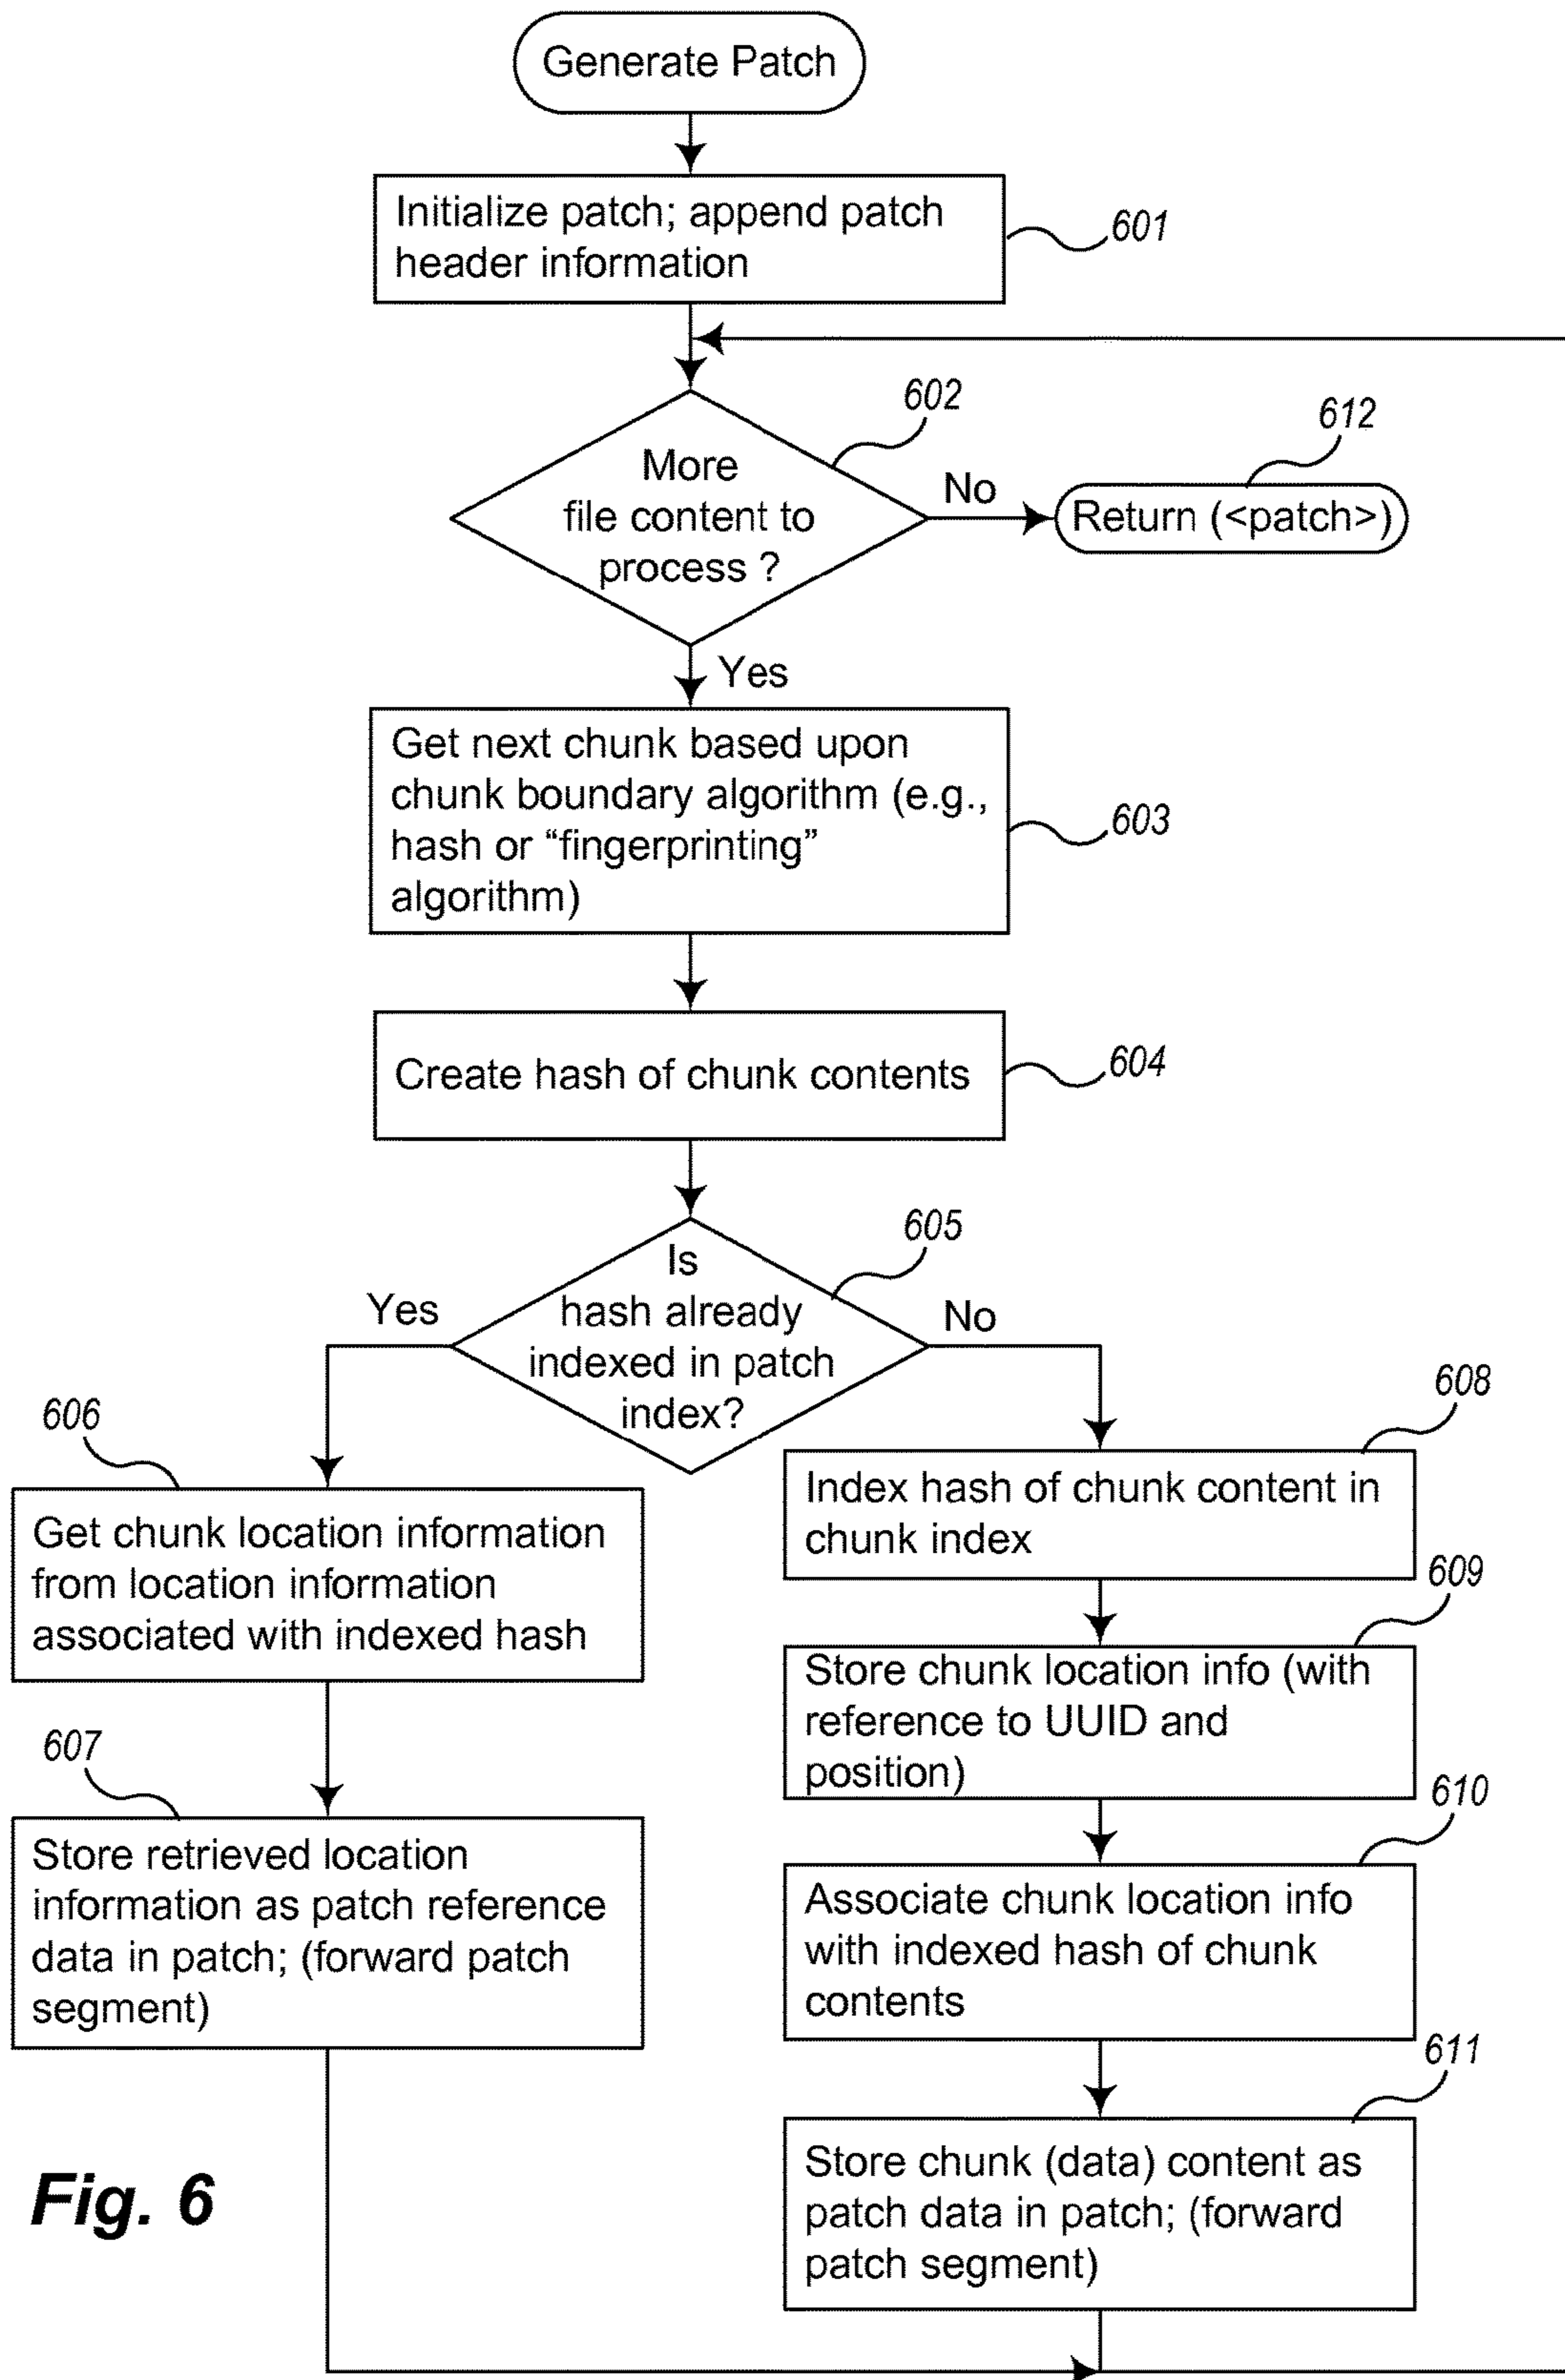 Generate Patch
Initialize patch; append patch
header information
601
602
612
More
file content to
process ?
No
Return (<patch>)
Yes
Get next chunk based upon
chunk boundary algorithm (e.g.,
hash or “fingerprinting”
algorithm)
603
Create hash of chunk contents
604
605
Is
hash already
indexed in patch
index?
Yes
No
606
Get chunk location information
from location information
associated with indexed hash
607
Store retrieved location
information as patch reference
data in patch; (forward patch
segment)
608
Index hash of chunk content in
chunk index
609
Store chunk location info (with
reference to UUID and
position)
610
Associate chunk location info
with indexed hash of chunk
contents
611
Store chunk (data) content as
patch data in patch; (forward
patch segment)
Fig. 6